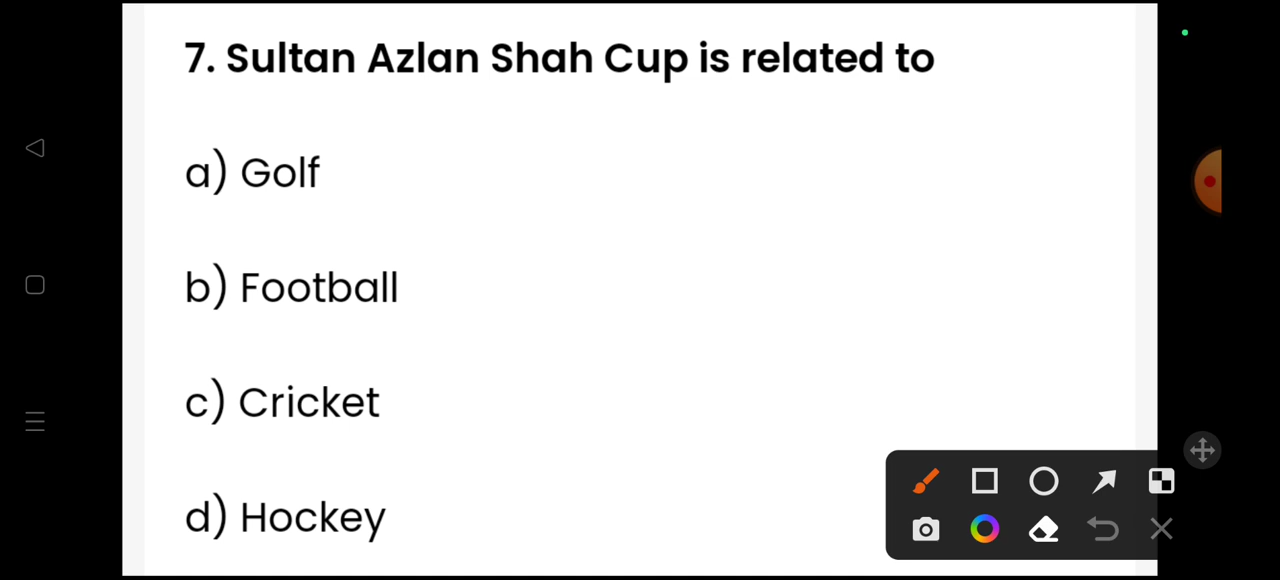 7. Sultan Azlan Shah Cup is related to
a) Golf
b) Football
c) Cricket
d) Hockey